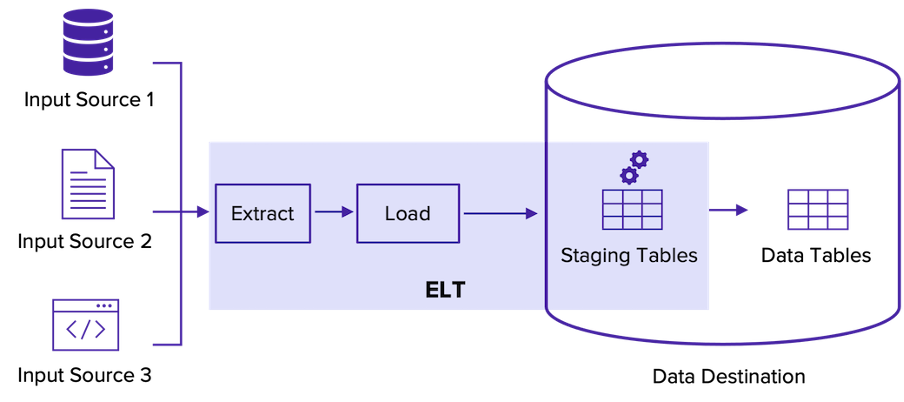 Input Source 1
Input Source 2
Input Source 3
Extract
Load
ELT
Staging Tables
Data Tables
Data Destination